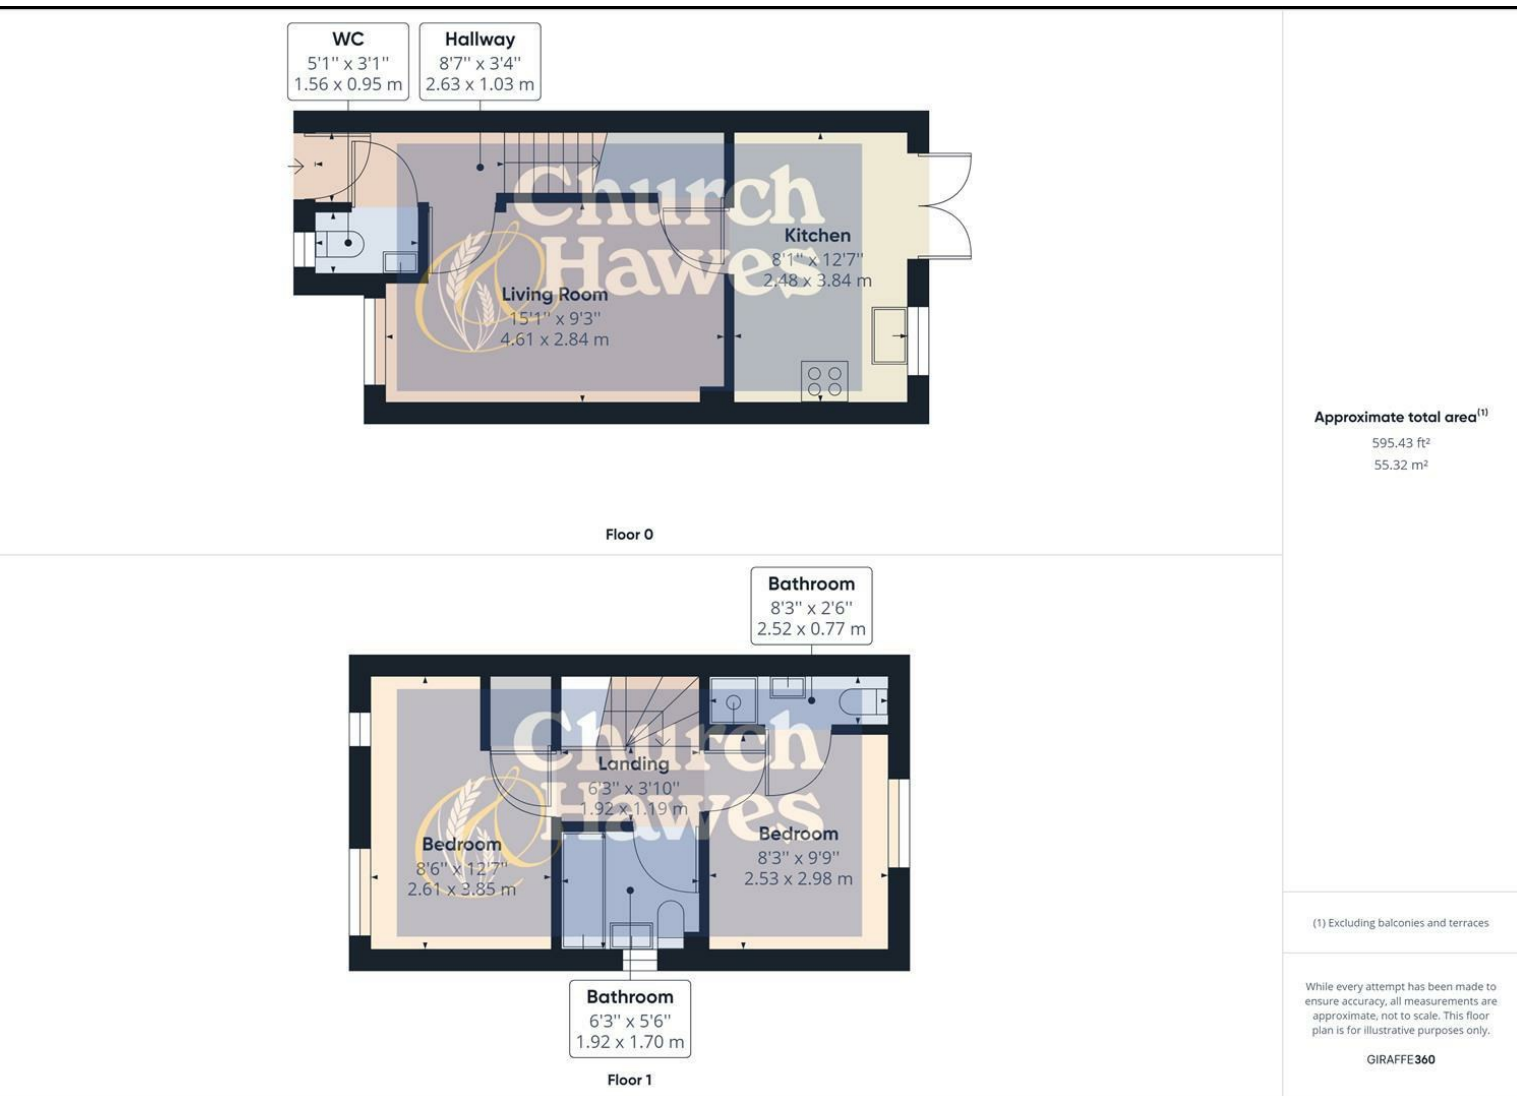 WC
5'1" x 3'1"
1.56 x 0.95 m
Hallway
8'7" x 3'4"
2.63 x 1.03 m
Church
& Hawes
Kitchen
8'1" x 12'7"
2.48 x 3.84 m
Living Room
15'1" x 9'3"
4.61 x 2.84 m
Floor 0
Approximate total area(1)
595.43 ft²
55.32 m²
Bathroom
8'3" x 2'6"
2.52 x 0.77 m
Church
& Hawes
Landing
6'3" x 3'10"
1.92 x 1.19 m
Bedroom
8'6" x 12'7"
2.61 x 3.85 m
Bedroom
8'3" x 9'9"
2.53 x 2.98 m
Bathroom
6'3" x 5'6"
1.92 x 1.70 m
Floor 1
(1) Excluding balconies and terraces
While every attempt has been made to
ensure accuracy, all measurements are
approximate, not to scale. This floor
plan is for illustrative purposes only.
GIRAFFE360